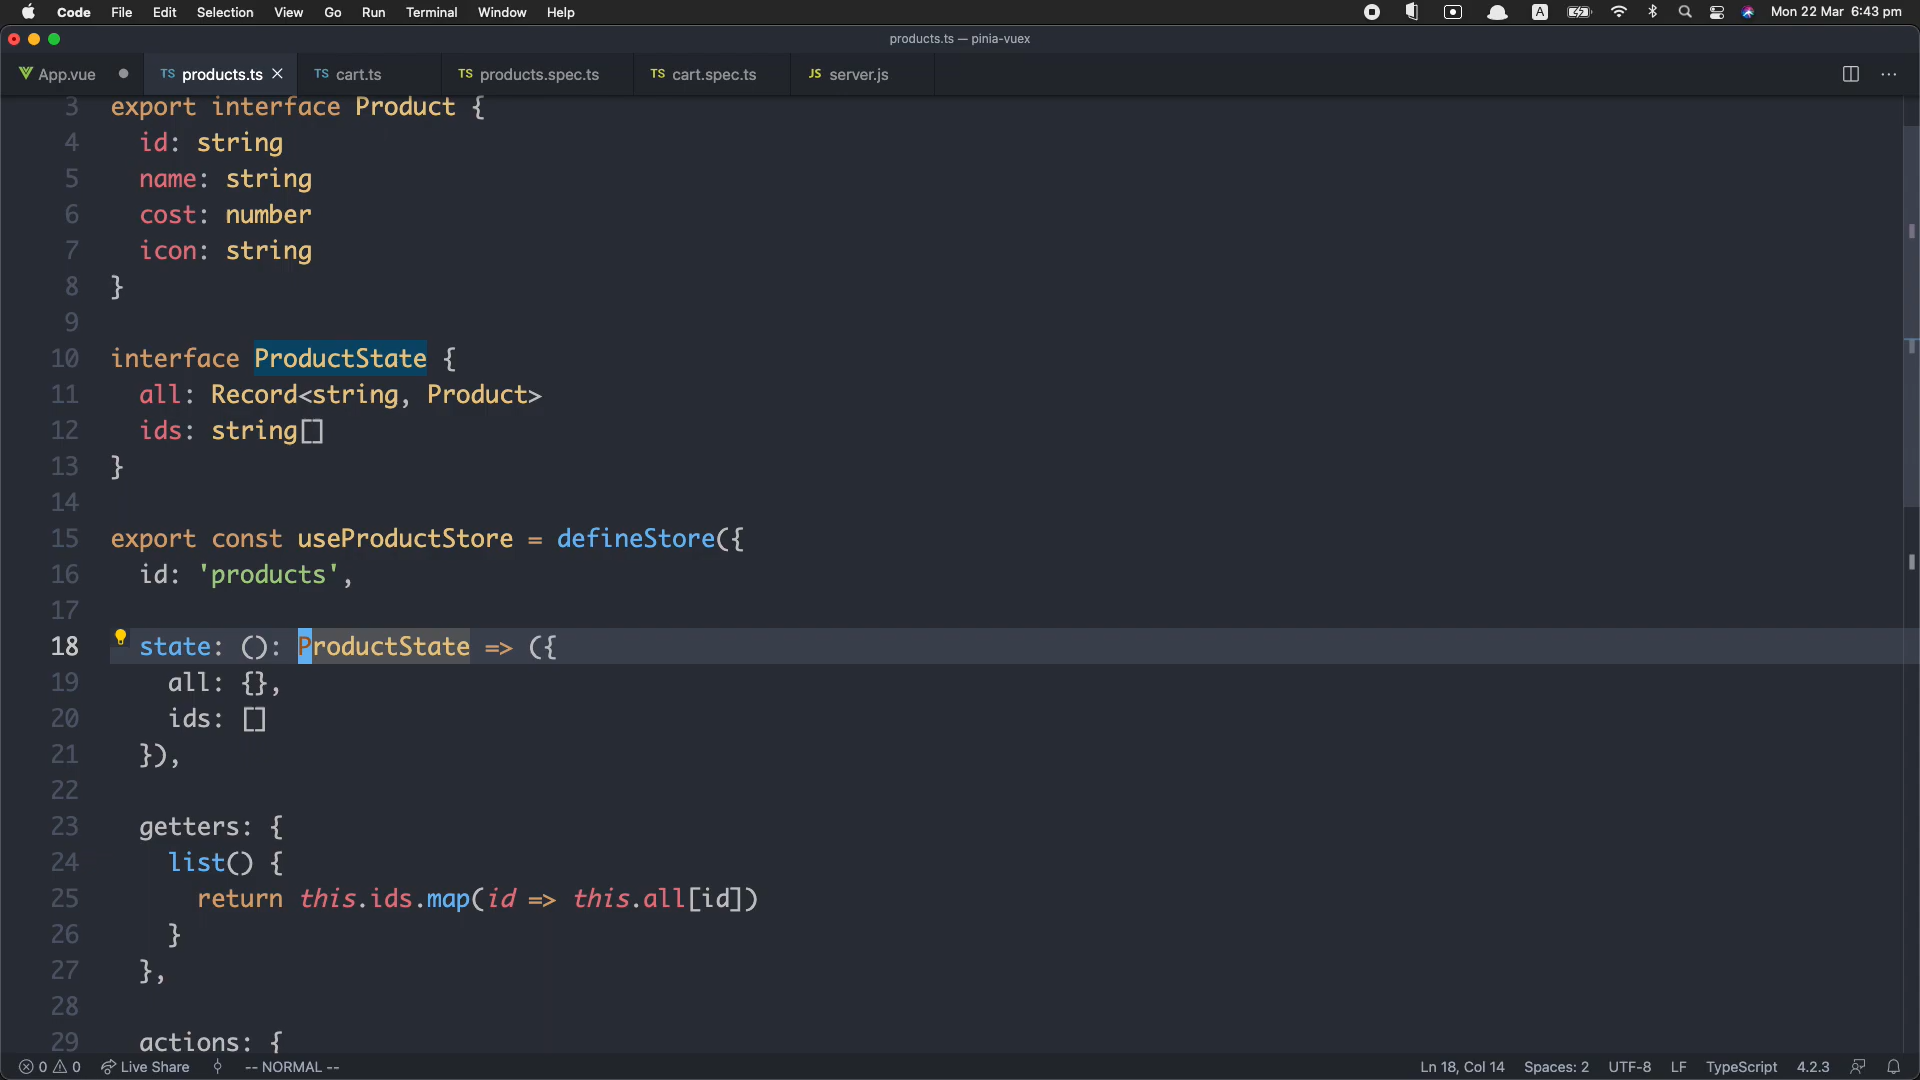 Code File Edit Selection View Go Run Terminal Window Help A Mon 22 Mar 6:43 pm
products.ts — pinia-vuex
App.vue TS products.ts TS cart.ts TS products.spec.ts TS cart.spec.ts JS server.js
3 export interface Product {
4 id: string
5 name: string
6 cost: number
7 icon: string
8 }
9
10 interface ProductState {
11 all: Record<string, Product>
12 ids: string[]
13 }
14
15 export const useProductStore = defineStore({
16 id: 'products',
17
18 state: (): ProductState => ({
19 all: {},
20 ids: []
21 }),
22
23 getters: {
24 list() {
25 return this.ids.map(id => this.all[id])
26 }
27 },
28
29 actions: {
0 0 Live Share -- NORMAL -- Ln 18, Col 14 Spaces: 2 UTF-8 LF TypeScript 4.2.3